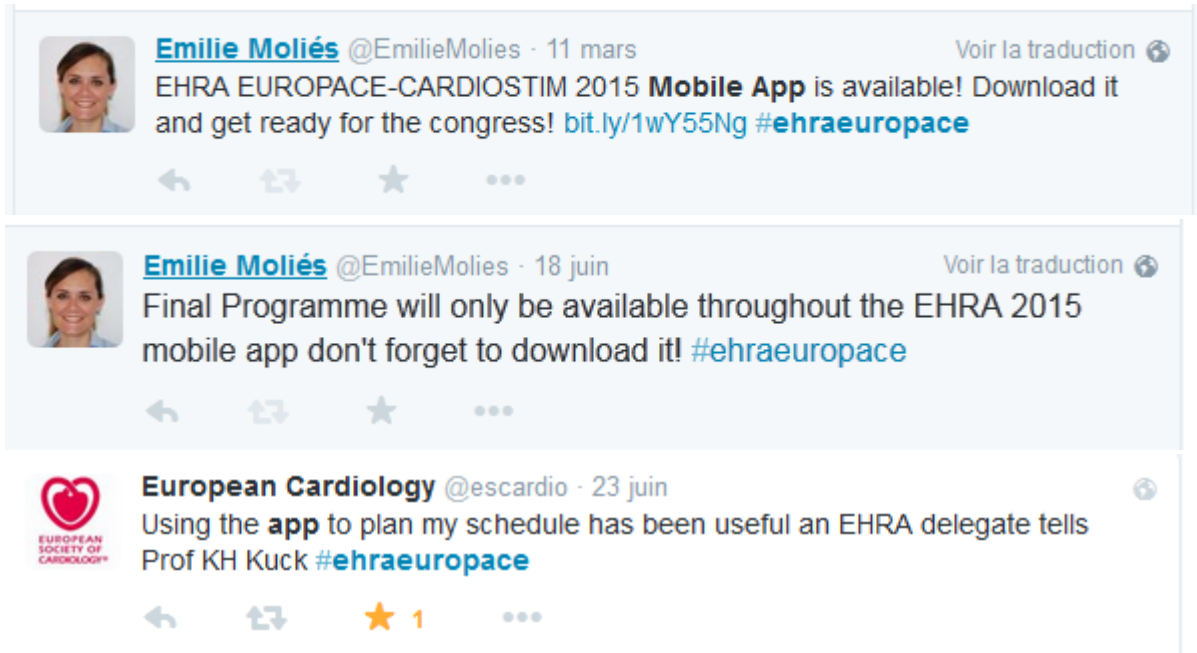 Emilie Moliés @EmilieMolies · 11 mars Voir la traduction
EHRA EUROPACE-CARDIOSTIM 2015 Mobile App is available! Download it
and get ready for the congress! bit.ly/1wY55Ng #ehraeuropace
Emilie Moliés @EmilieMolies · 18 juin Voir la traduction
Final Programme will only be available throughout the EHRA 2015
mobile app don't forget to download it! #ehraeuropace
European Cardiology @escardio · 23 juin
EUROPEAN
SOCIETY OF
CARDIOLOGY®
Using the app to plan my schedule has been useful an EHRA delegate tells
Prof KH Kuck #ehraeuropace
1